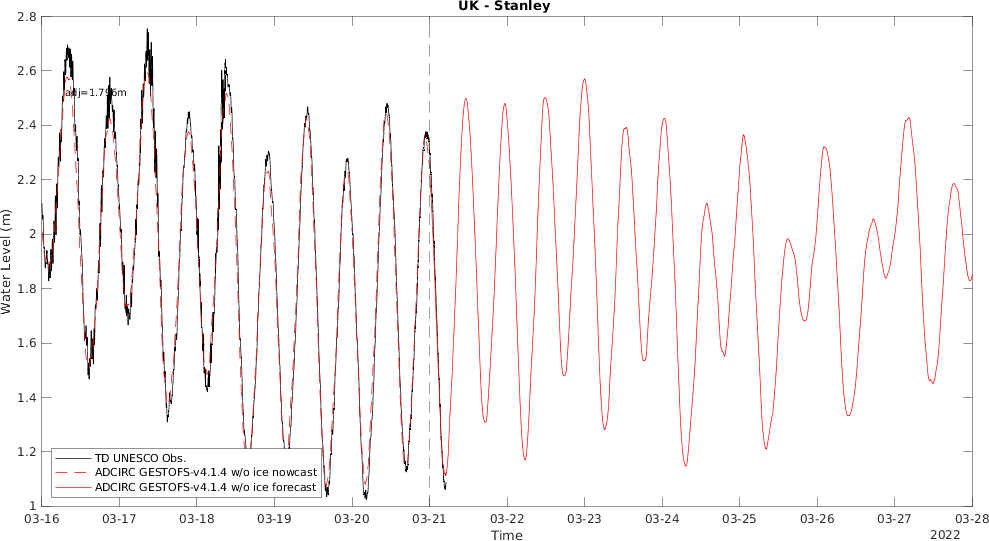 UK - Stanley
2.8
2.6
2.4
2.2
2
1.8
1.6
1.4
1.2
1
Water Level (m)
adj=1.796m
TD UNESCO Obs.
ADCIRC GESTOFS-v4.1.4 w/o ice nowcast
ADCIRC GESTOFS-v4.1.4 w/o ice forecast
03-16 03-17 03-18 03-19 03-20 03-21 03-22 03-23 03-24 03-25 03-26 03-27 03-28
Time
2022